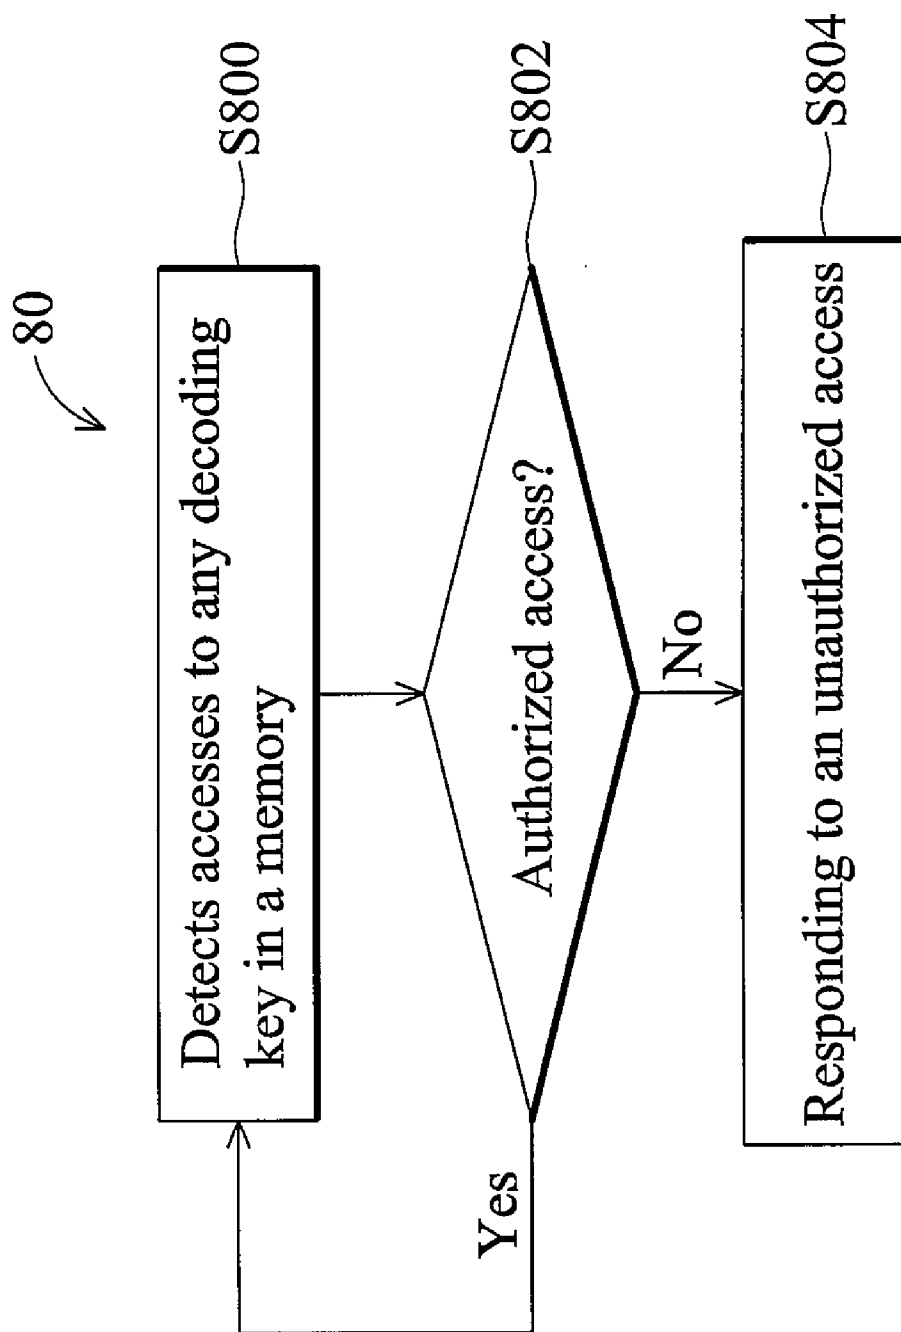 80
Detects accesses to any decoding
key in a memory
S800
Authorized access?
S802
Yes
No
Responding to an unauthorized access
S804